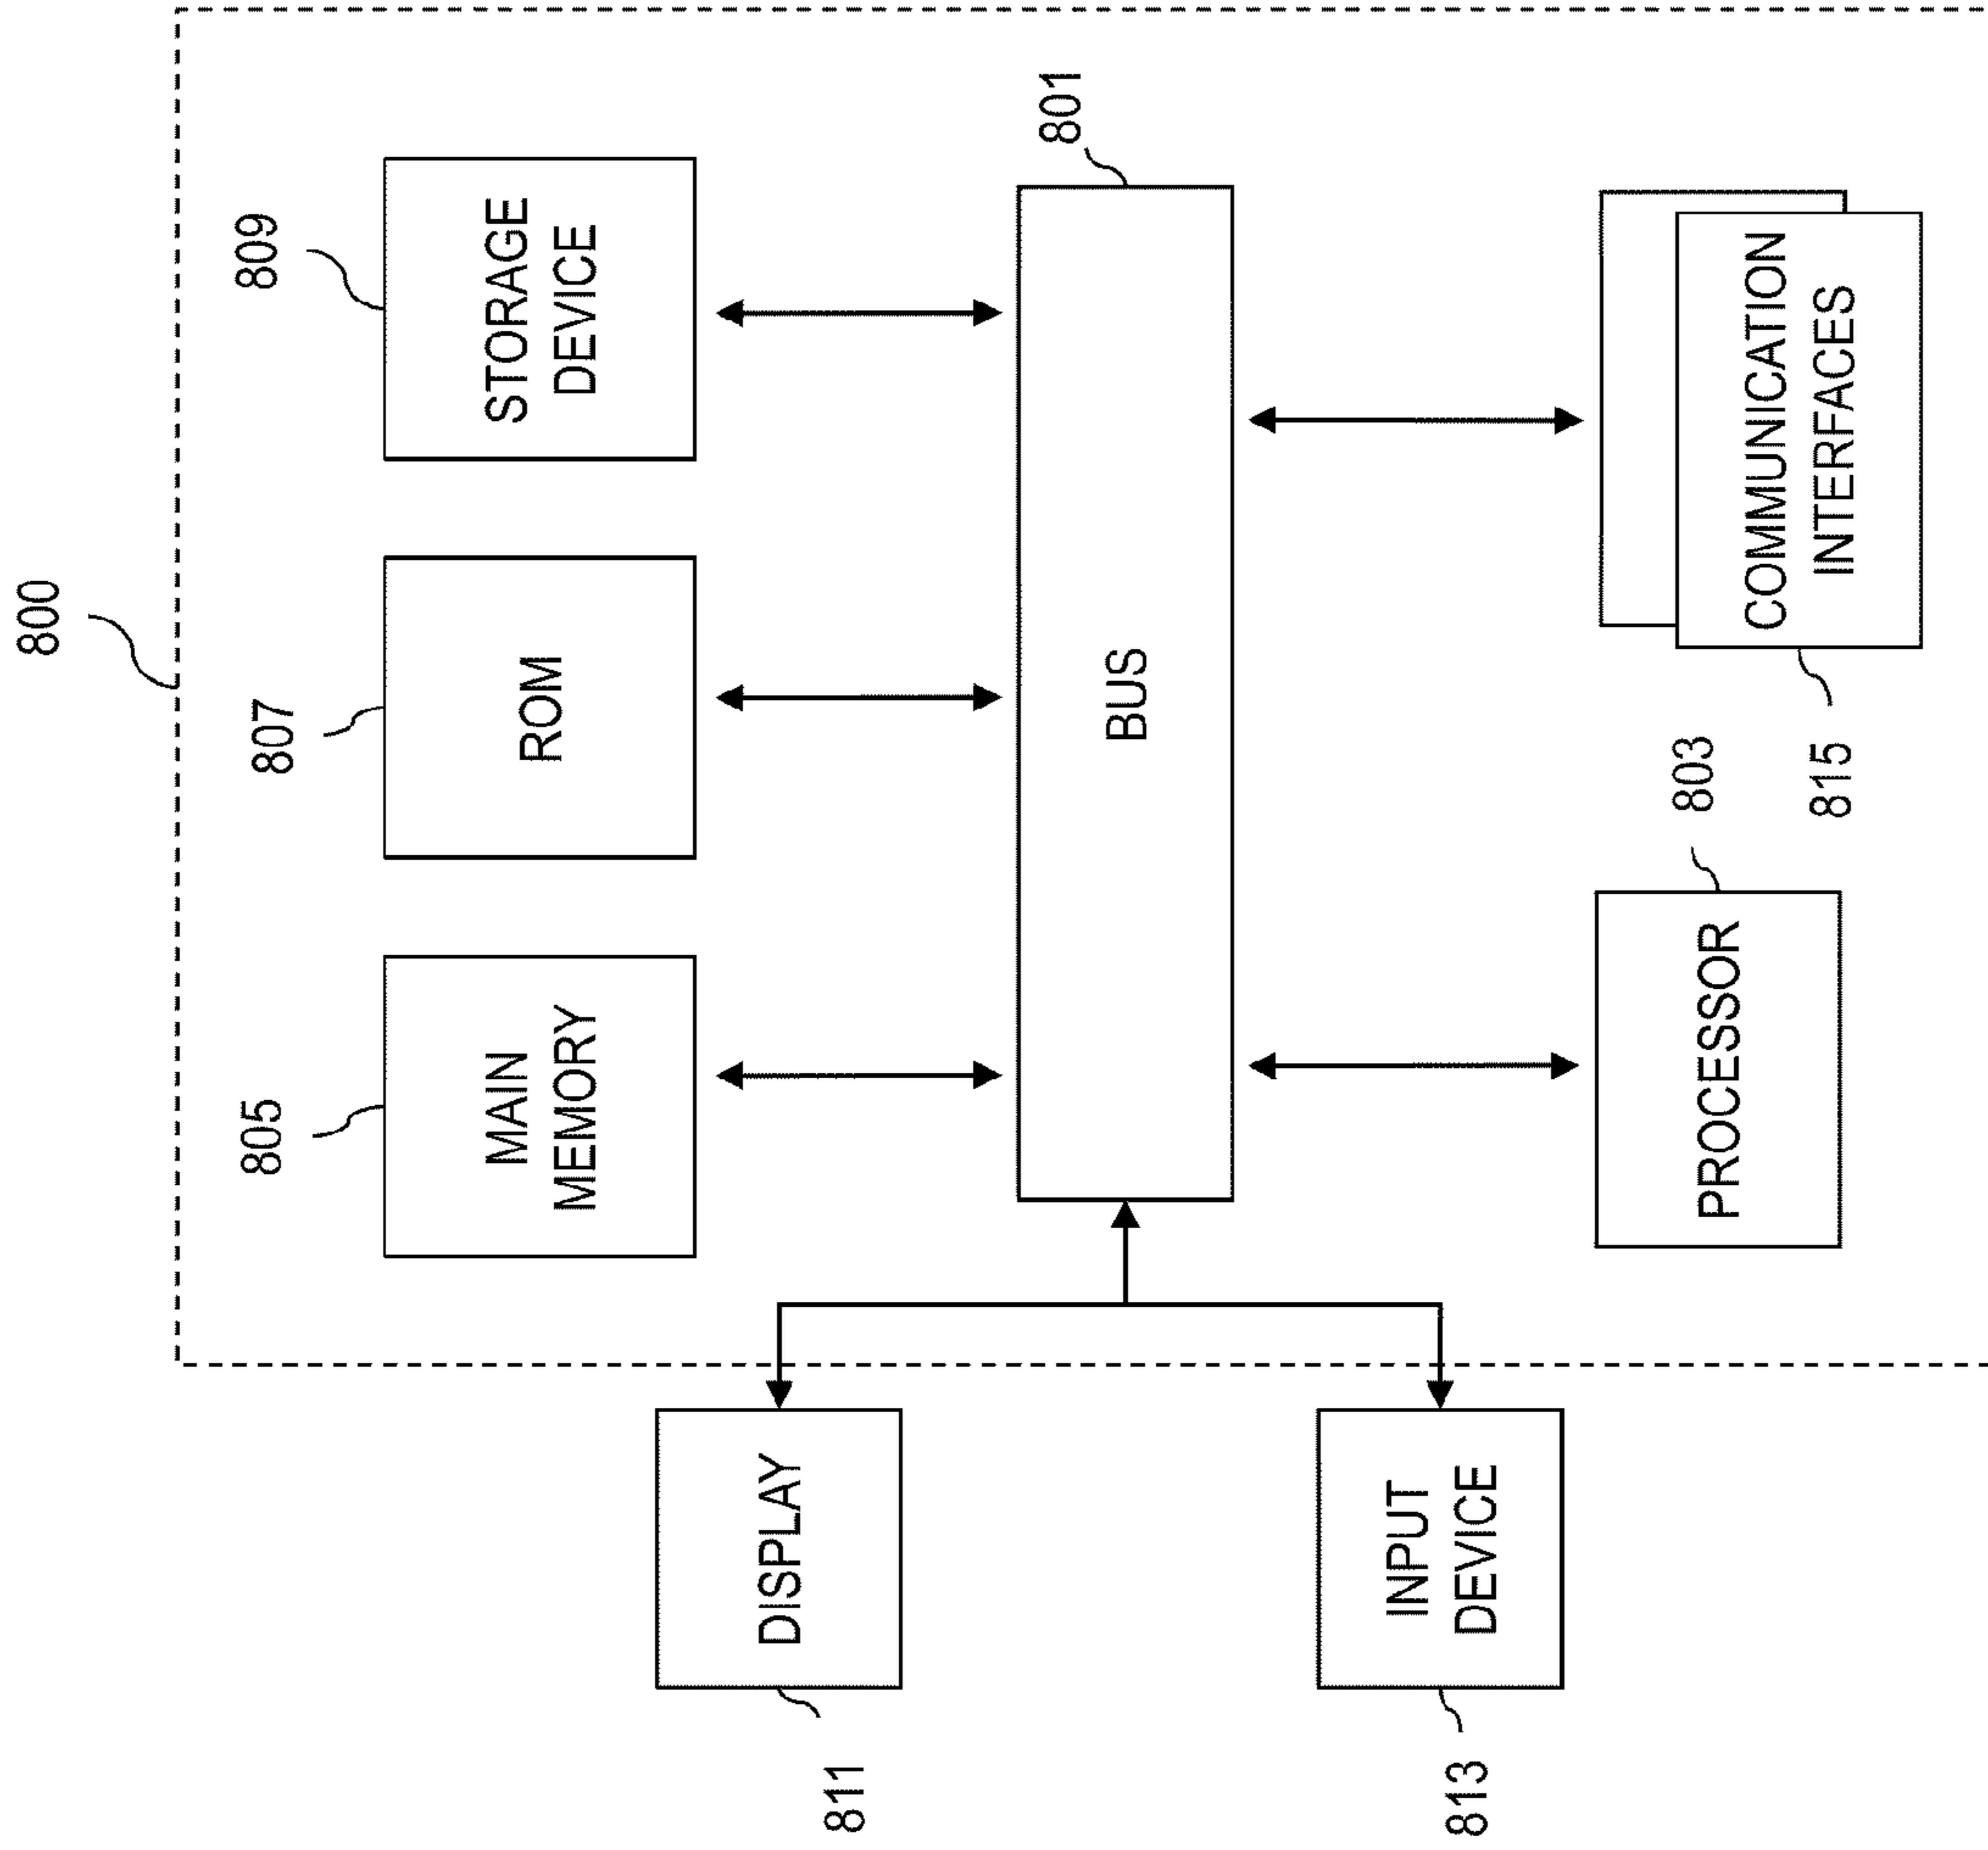 800
805
807
809
MAIN
MEMORY
ROM
STORAGE
DEVICE
811
DISPLAY
801
BUS
813
INPUT
DEVICE
803
PROCESSOR
815
COMMUNICATION
INTERFACES